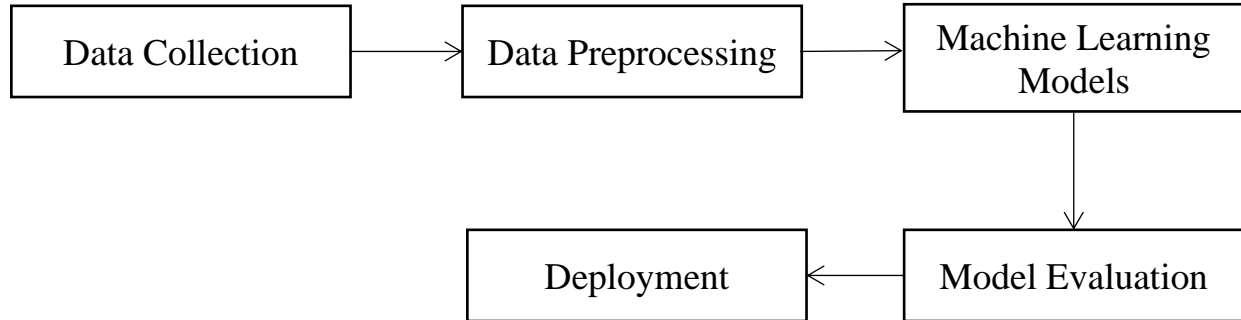 Data Collection
Data Preprocessing
Machine Learning
Models
Model Evaluation
Deployment